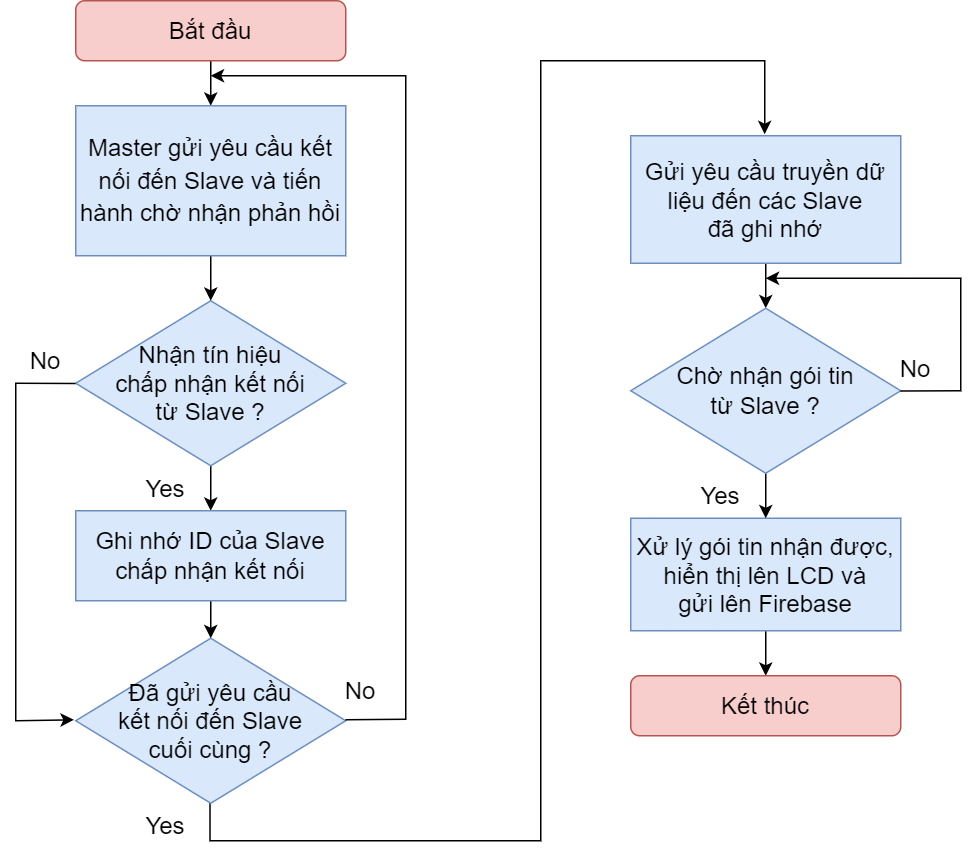 Bắt đầu
Master gửi yêu cầu kết
nối đến Slave và tiến
hành chờ nhận phản hồi
No
Nhận tín hiệu
chấp nhận kết nối
từ Slave ?
Yes
Ghi nhớ ID của Slave
chấp nhận kết nối
Đã gửi yêu cầu
kết nối đến Slave
cuối cùng ?
No
Yes
Gửi yêu cầu truyền dữ
liệu đến các Slave
đã ghi nhớ
Chờ nhận gói tin
từ Slave ?
No
Yes
Xử lý gói tin nhận được,
hiển thị lên LCD và
gửi lên Firebase
Kết thúc